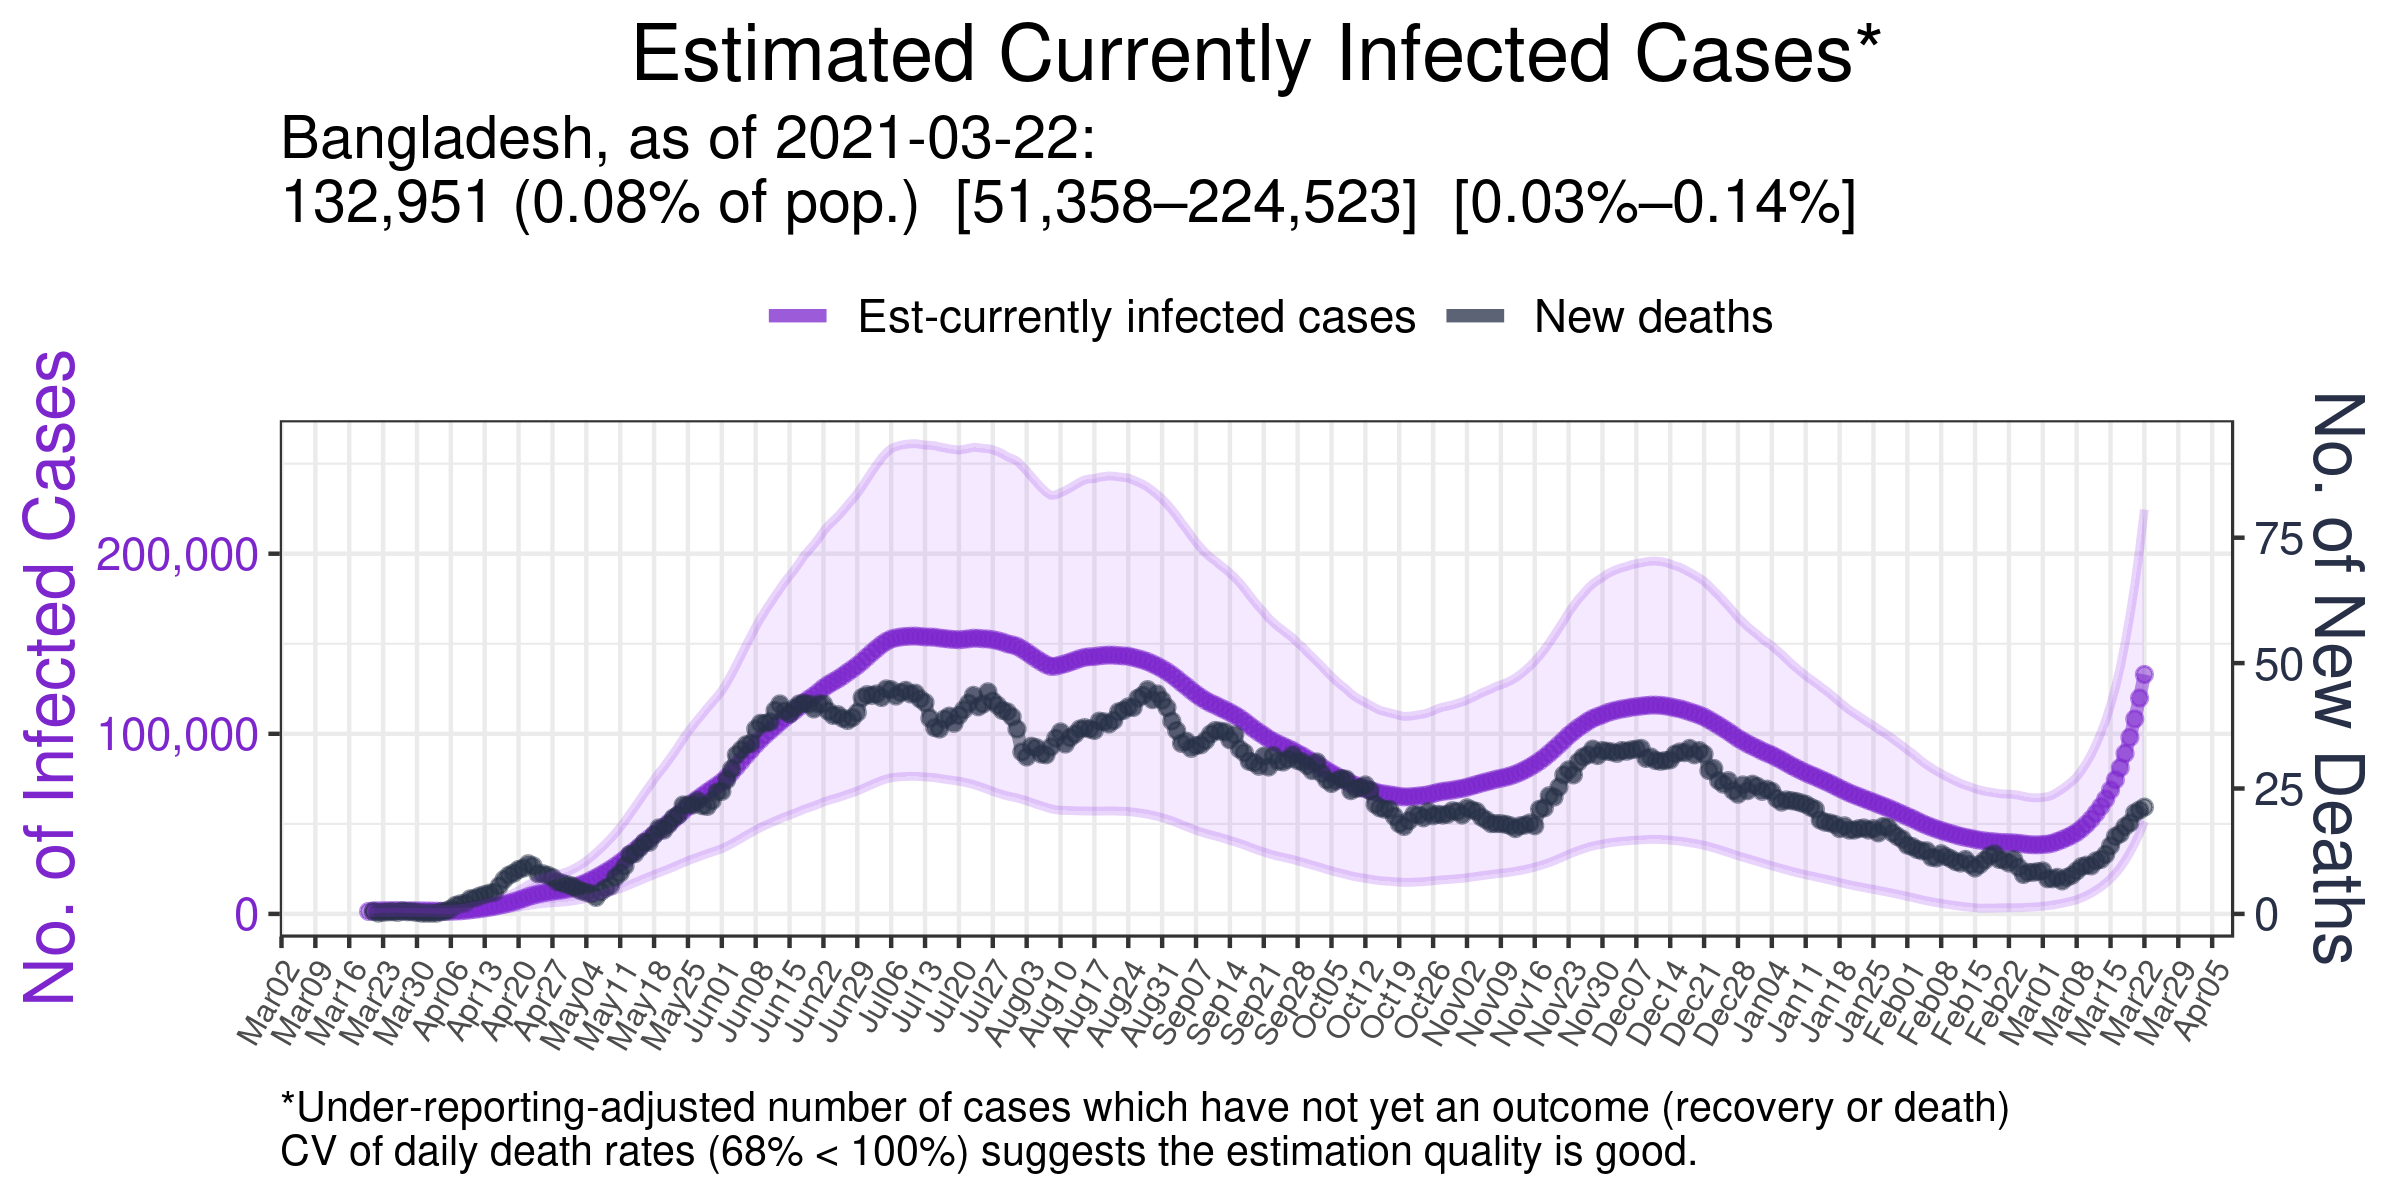 Estimated Currently Infected Cases*
Bangladesh, as of 2021-03-22:
132,951 (0.08% of pop.) [51,358–224,523] [0.03%–0.14%]
Est-currently infected cases New deaths
No. of Infected Cases
200,000
100,000
0
75
50
25
0
No. of New Deaths
Mar02 Mar09 Mar16 Mar23 Mar30 Apr06 Apr13 Apr20 Apr27 May04 May11 May18 May25 Jun01 Jun08 Jun15 Jun22 Jun29 Jul06 Jul13 Jul20 Jul27 Aug03 Aug10 Aug17 Aug24 Aug31 Sep07 Sep14 Sep21 Sep28 Oct05 Oct12 Oct19 Oct26 Nov02 Nov09 Nov16 Nov23 Nov30 Dec07 Dec14 Dec21 Dec28 Jan04 Jan11 Jan18 Jan25 Feb01 Feb08 Feb15 Feb22 Mar01 Mar08 Mar15 Mar22 Mar29 Apr05
*Under-reporting-adjusted number of cases which have not yet an outcome (recovery or death)
CV of daily death rates (68% < 100%) suggests the estimation quality is good.